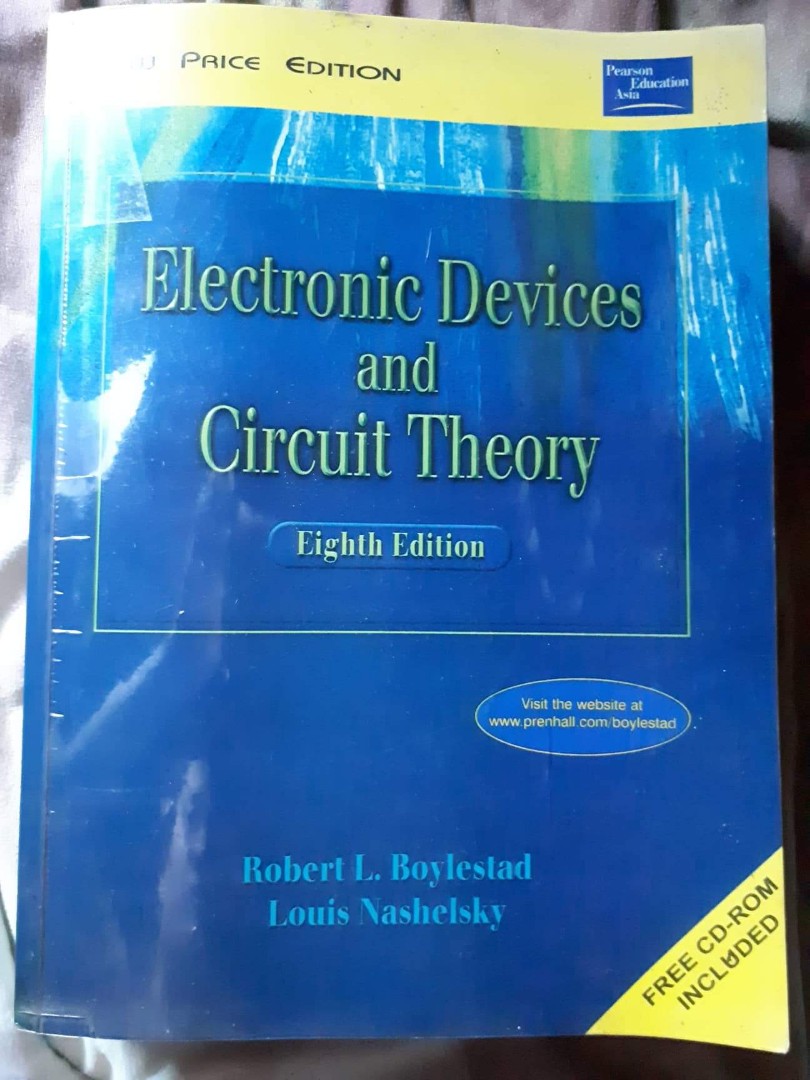 PRICE EDITION
Pearson
Education
Asia
Electronic Devices
and
Circuit Theory
Eighth Edition
Visit the website at
www.prenhall.com/boylestad
Robert L. Boylestad
Louis Nashelsky
FREE CD-ROM
INCLUDED